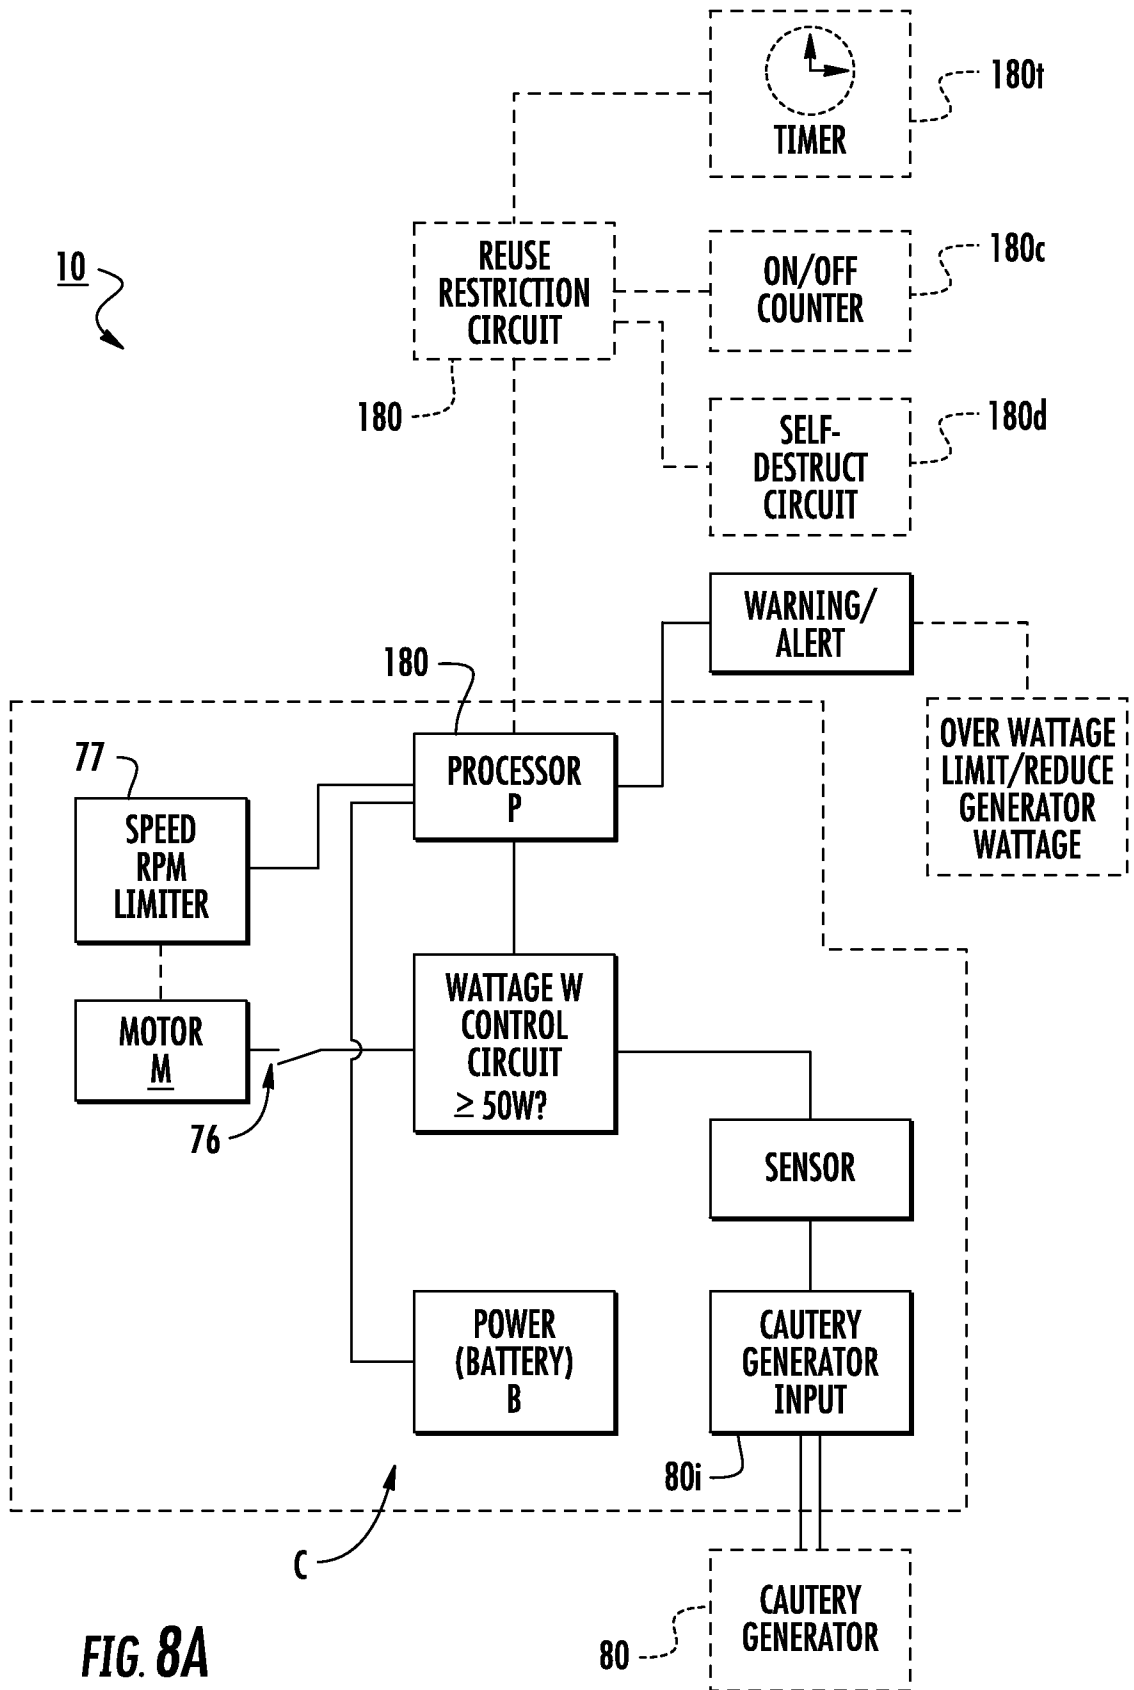 TIMER
180t
10
REUSE
RESTRICTION
CIRCUIT
180
ON/OFF
COUNTER
180c
SELF-
DESTRUCT
CIRCUIT
180d
WARNING/
ALERT
OVER WATTAGE
LIMIT/REDUCE
GENERATOR
WATTAGE
180
PROCESSOR
P
77
SPEED
RPM
LIMITER
MOTOR
M
76
WATTAGE W
CONTROL
CIRCUIT
≥ 50W?
SENSOR
POWER
(BATTERY)
B
CAUTERY
GENERATOR
INPUT
80i
C
CAUTERY
GENERATOR
80
FIG. 8A